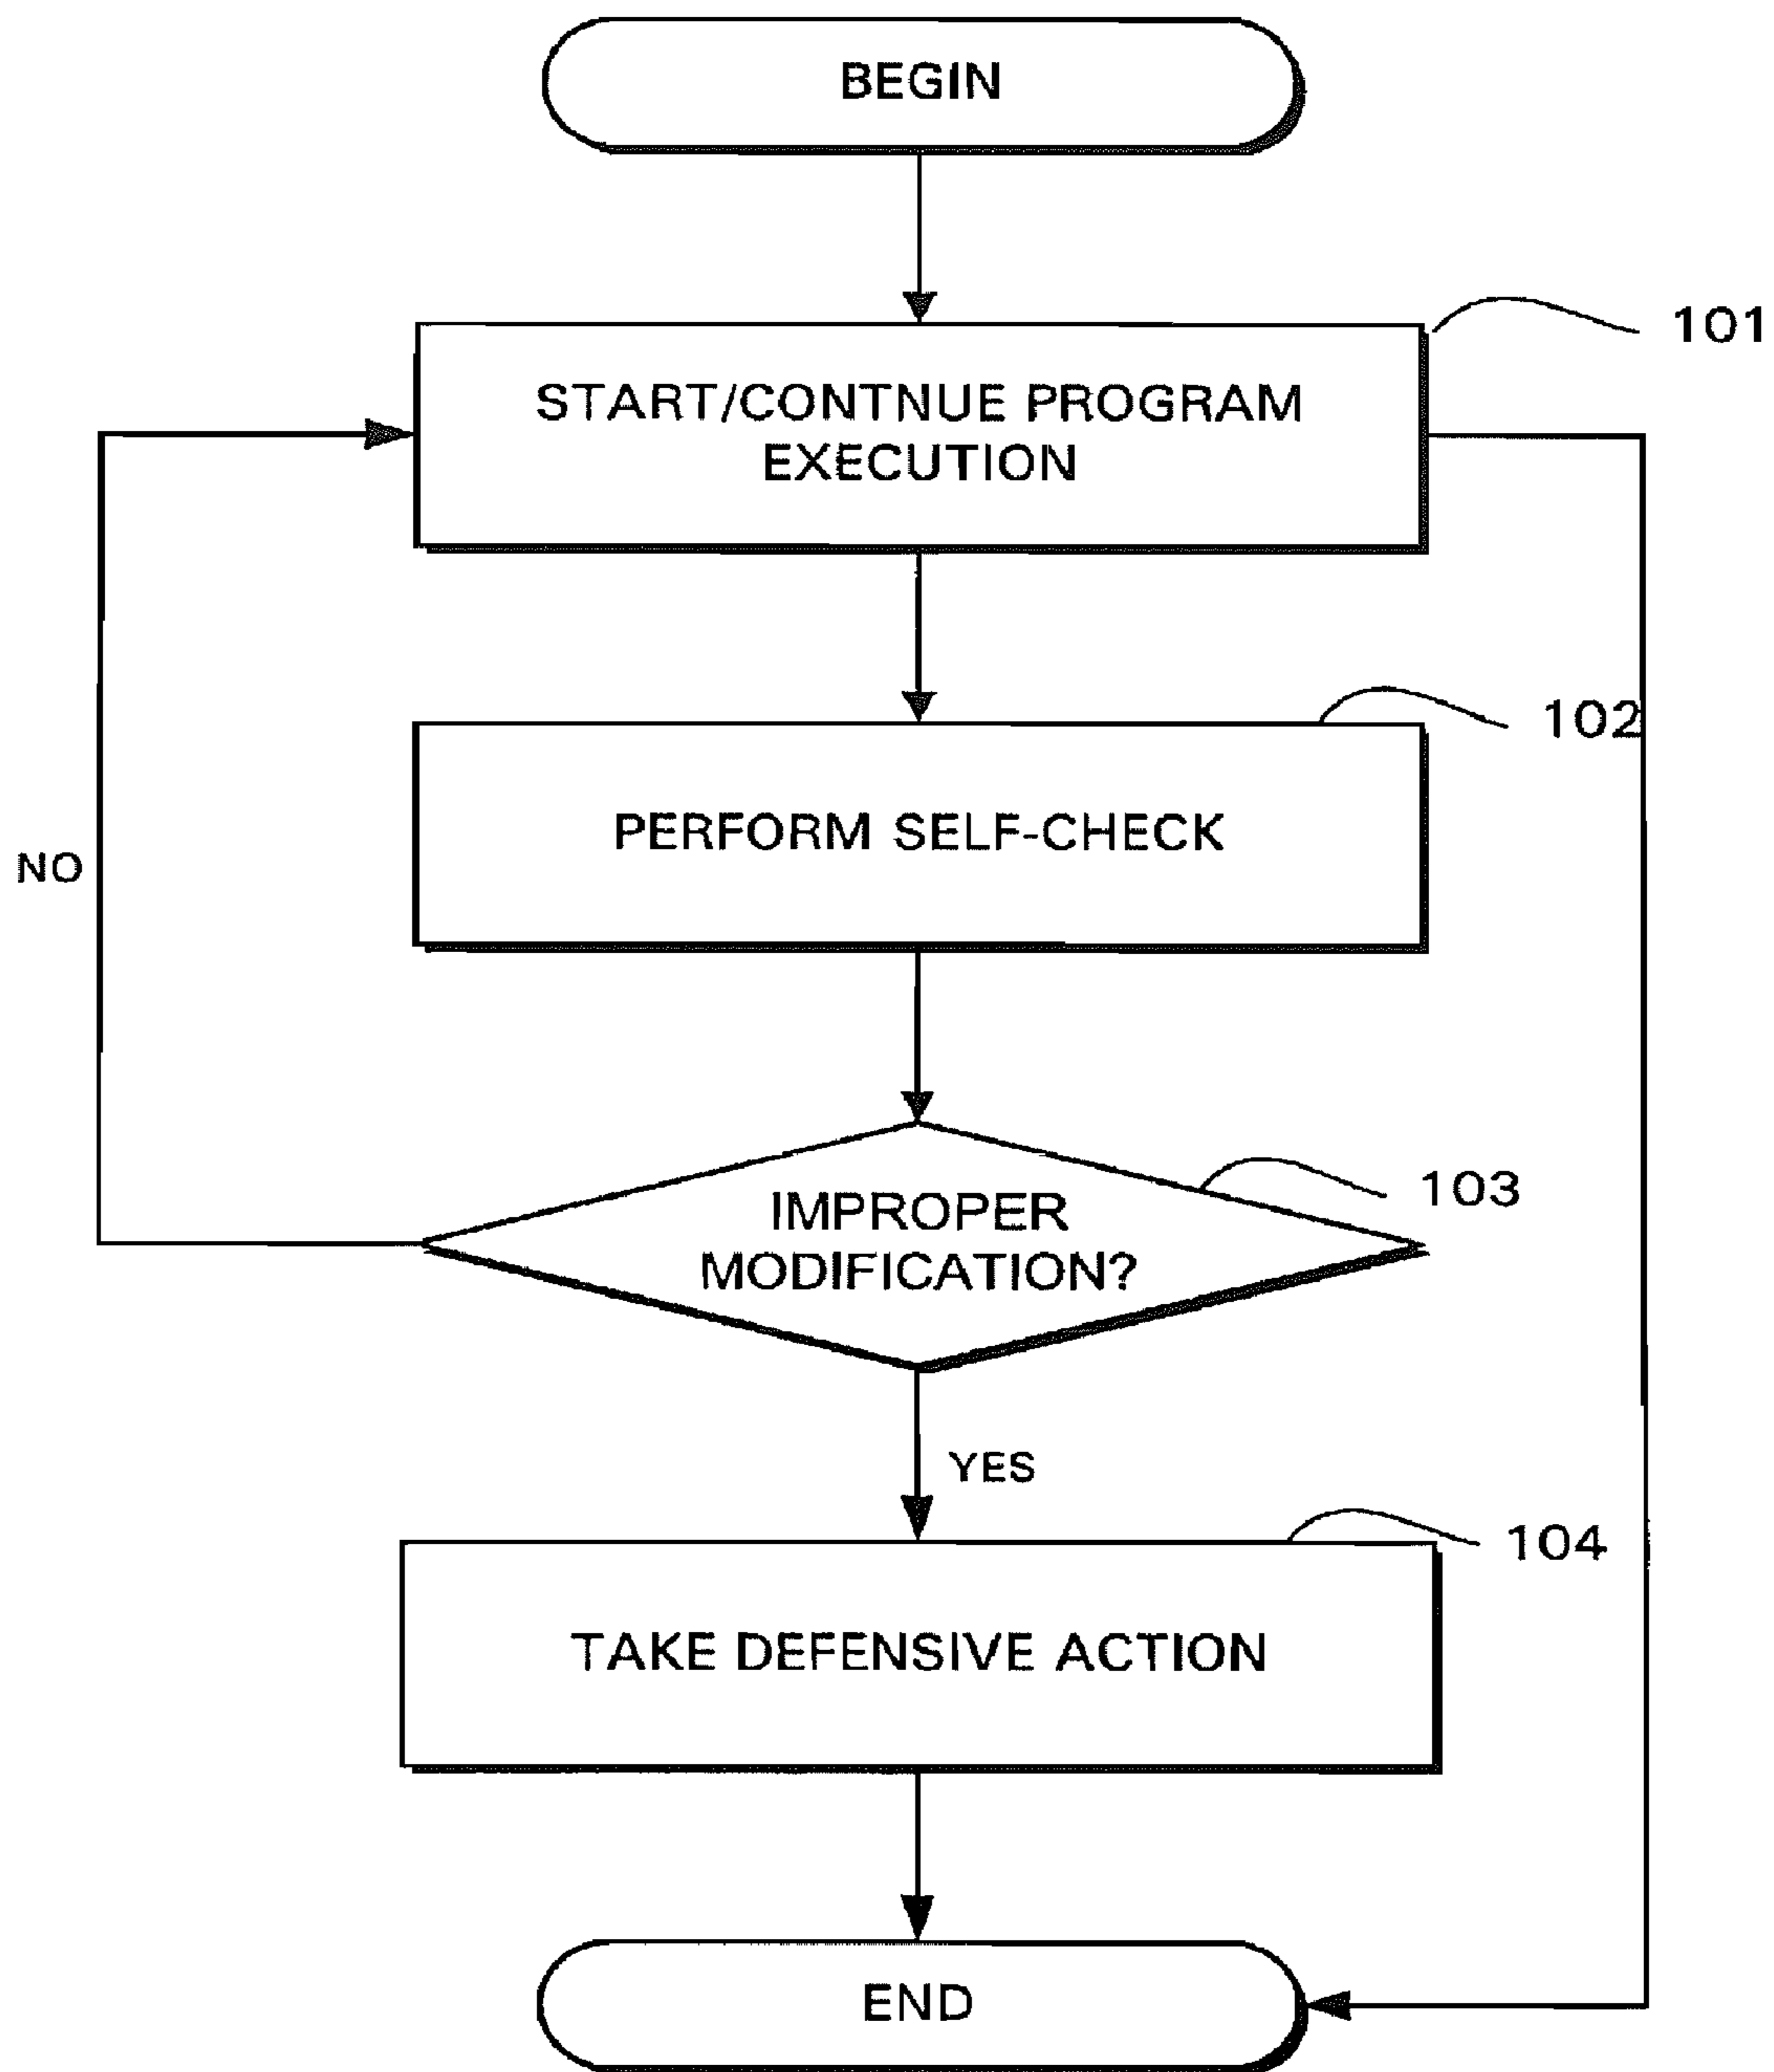 BEGIN
101
START/CONTNUE PROGRAM
EXECUTION
102
PERFORM SELF-CHECK
NO
103
IMPROPER
MODIFICATION?
YES
104
TAKE DEFENSIVE ACTION
END